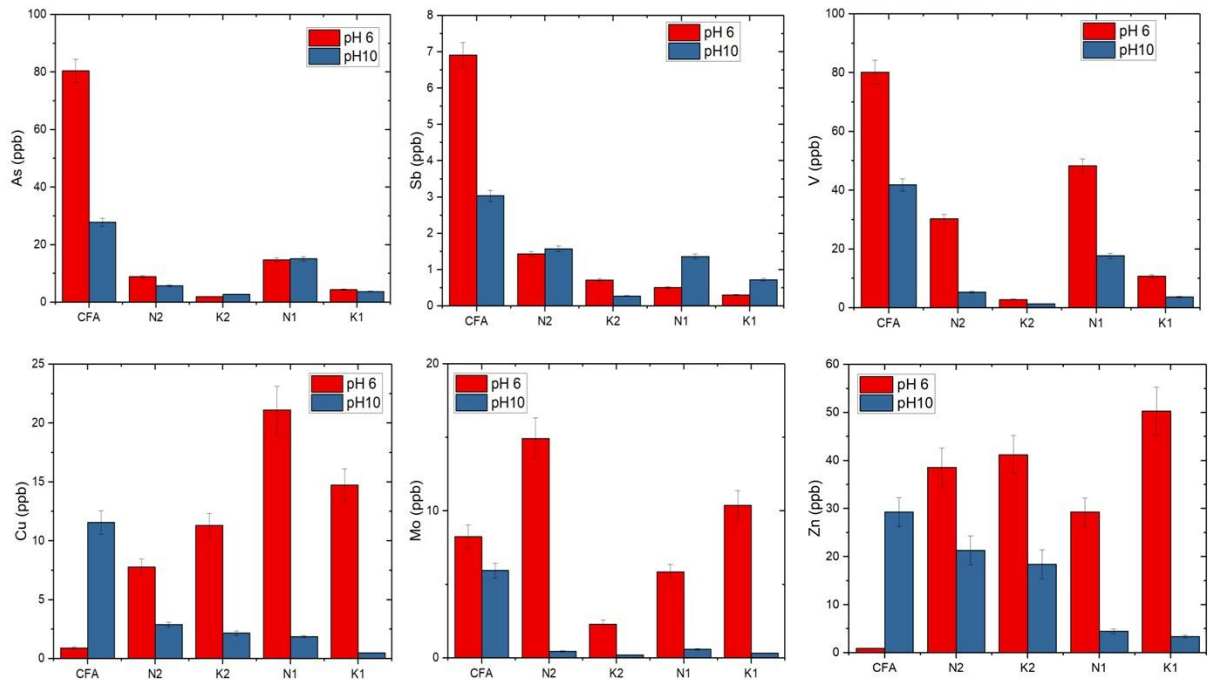 100
80
60
40
20
0
As (ppb)
pH 6
pH10
CFA N2 K2 N1 K1
8
7
6
5
4
3
2
1
0
Sb (ppb)
pH 6
pH10
CFA N2 K2 N1 K1
100
80
60
40
20
0
V (ppb)
pH 6
pH10
CFA N2 K2 N1 K1
25
20
15
10
5
0
Cu (ppb)
pH 6
pH10
CFA N2 K2 N1 K1
20
10
0
Mo (ppb)
pH 6
pH10
CFA N2 K2 N1 K1
60
50
40
30
20
10
0
Zn (ppb)
pH 6
pH10
CFA N2 K2 N1 K1